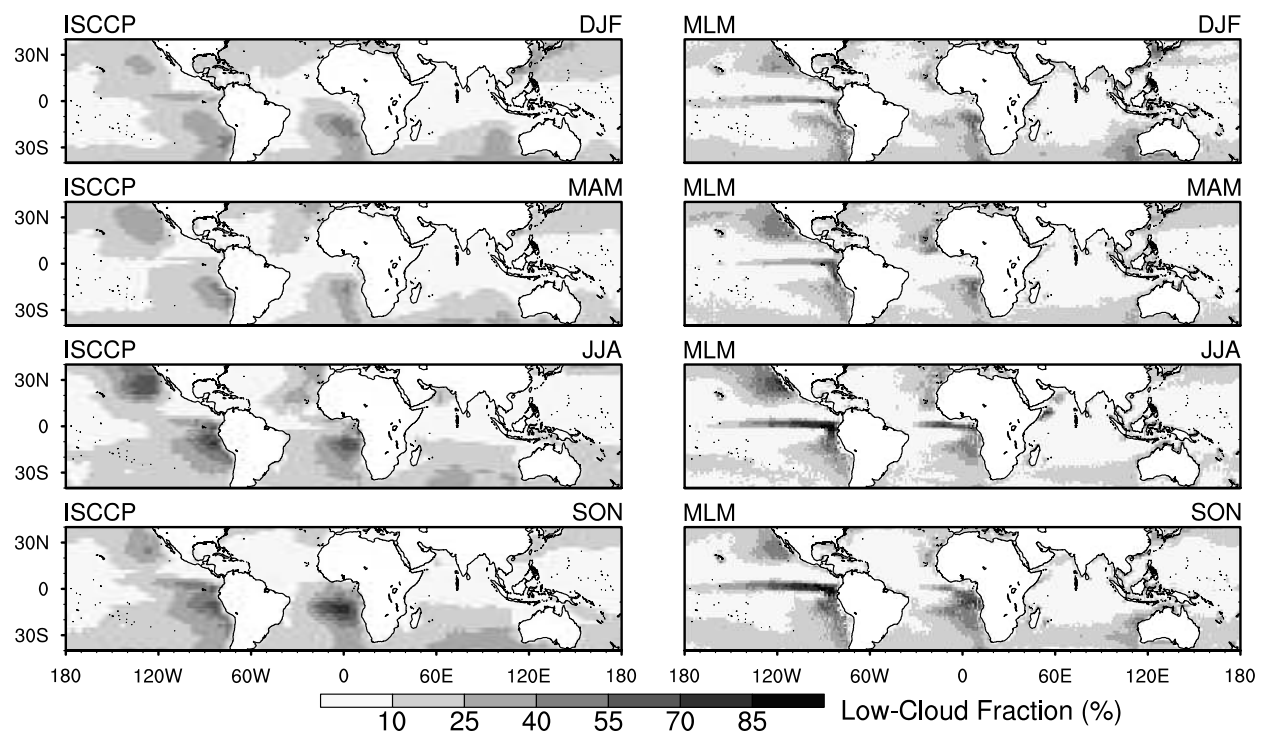 ISCCP DJF MLM DJF
30N
0
30S
ISCCP MAM MLM MAM
30N
0
30S
ISCCP JJA MLM JJA
30N
0
30S
ISCCP SON MLM SON
30N
0
30S
180 120W 60W 0 60E 120E 180 120W 60W 0 60E 120E 180
10 25 40 55 70 85 Low-Cloud Fraction (%)